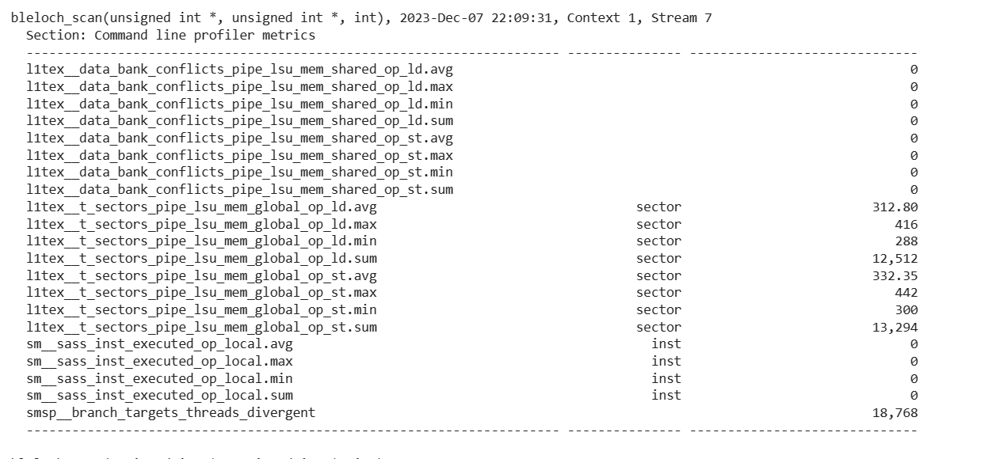 bleloch_scan(unsigned int *, unsigned int *, int), 2023-Dec-07 22:09:31, Context 1, Stream 7
Section: Command line profiler metrics
---------------------------------------------------------------------- --------------- ------------------------------
l1tex__data_bank_conflicts_pipe_lsu_mem_shared_op_ld.avg 0
l1tex__data_bank_conflicts_pipe_lsu_mem_shared_op_ld.max 0
l1tex__data_bank_conflicts_pipe_lsu_mem_shared_op_ld.min 0
l1tex__data_bank_conflicts_pipe_lsu_mem_shared_op_ld.sum 0
l1tex__data_bank_conflicts_pipe_lsu_mem_shared_op_st.avg 0
l1tex__data_bank_conflicts_pipe_lsu_mem_shared_op_st.max 0
l1tex__data_bank_conflicts_pipe_lsu_mem_shared_op_st.min 0
l1tex__data_bank_conflicts_pipe_lsu_mem_shared_op_st.sum 0
l1tex__t_sectors_pipe_lsu_mem_global_op_ld.avg sector 312.80
l1tex__t_sectors_pipe_lsu_mem_global_op_ld.max sector 416
l1tex__t_sectors_pipe_lsu_mem_global_op_ld.min sector 288
l1tex__t_sectors_pipe_lsu_mem_global_op_ld.sum sector 12,512
l1tex__t_sectors_pipe_lsu_mem_global_op_st.avg sector 332.35
l1tex__t_sectors_pipe_lsu_mem_global_op_st.max sector 442
l1tex__t_sectors_pipe_lsu_mem_global_op_st.min sector 300
l1tex__t_sectors_pipe_lsu_mem_global_op_st.sum sector 13,294
sm__sass_inst_executed_op_local.avg inst 0
sm__sass_inst_executed_op_local.max inst 0
sm__sass_inst_executed_op_local.min inst 0
sm__sass_inst_executed_op_local.sum inst 0
smsp__branch_targets_threads_divergent 18,768
---------------------------------------------------------------------- --------------- ------------------------------